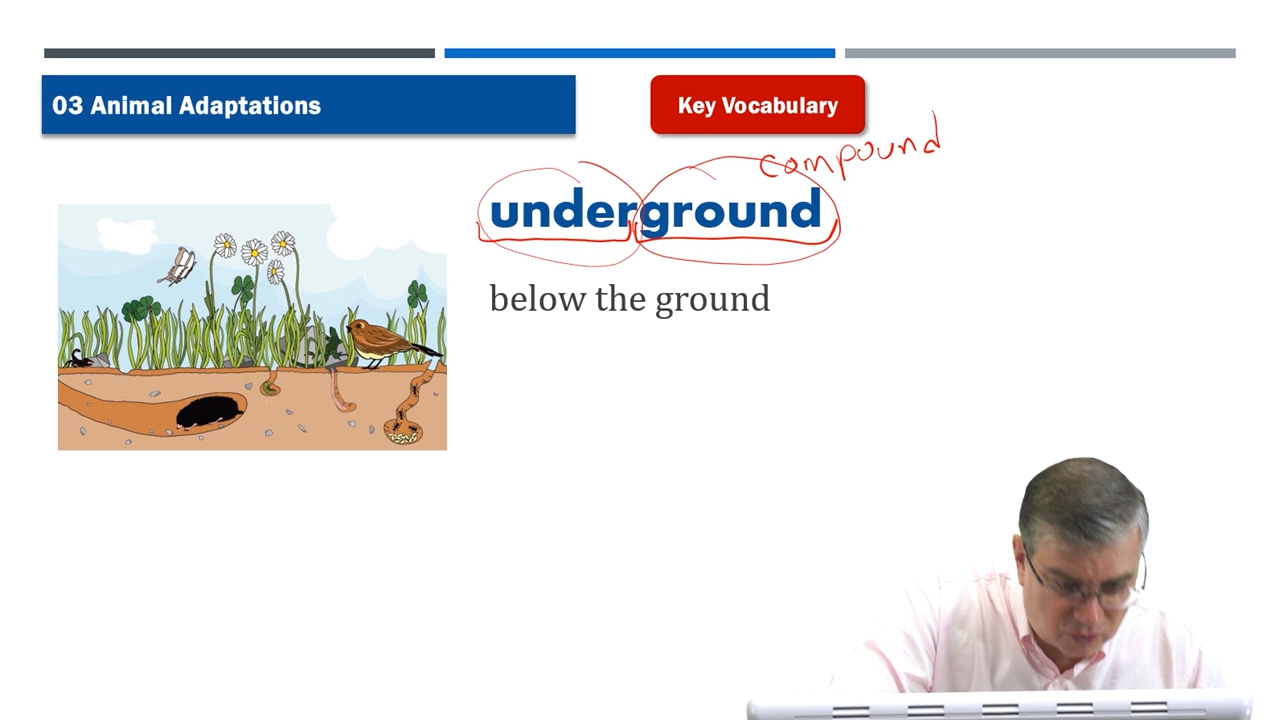 03 Animal Adaptations
Key Vocabulary
compound
underground
below the ground